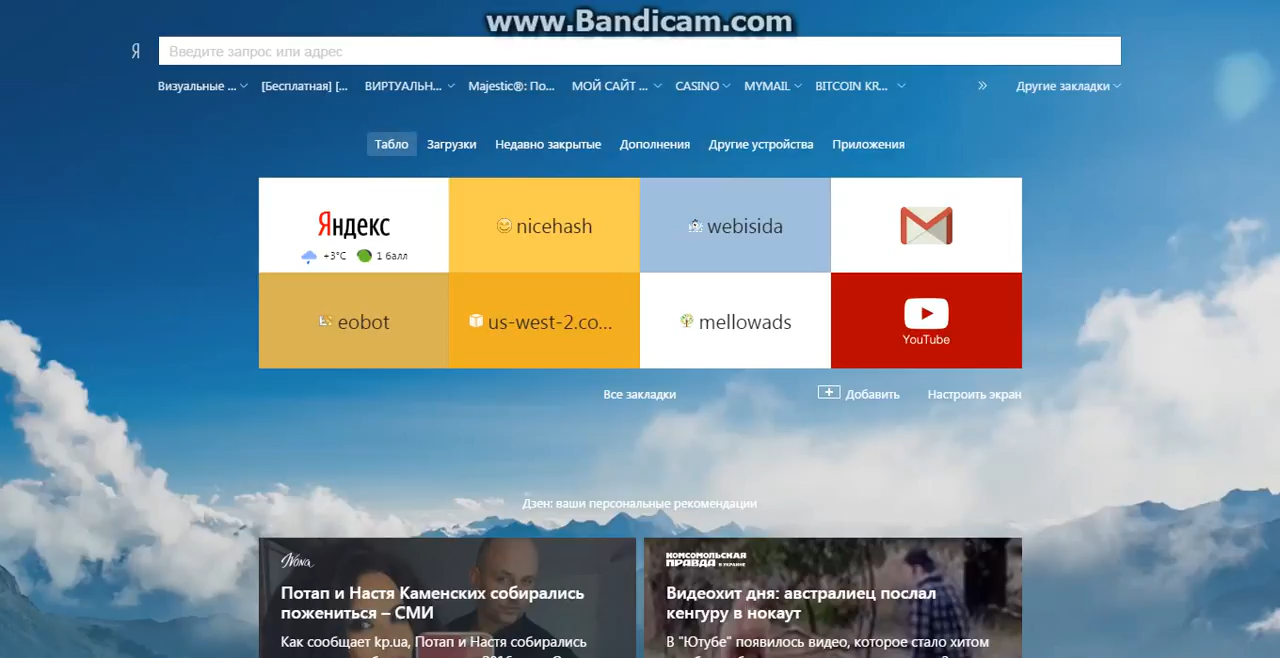 www.Bandicam.com
Я Введите запрос или адрес
Визуальные ... [Бесплатная] [... ВИРТУАЛЬН... Majestic®: По... МОЙ САЙТ ... CASINO MYMAIL BITCOIN KR... » Другие закладки
Табло Загрузки Недавно закрытые Дополнения Другие устройства Приложения
Яндекс nicehash webisida
+3°C 1 балл
eobot us-west-2.co... mellowads YouTube
Все закладки Добавить Настроить экран
Дзен: ваши персональные рекомендации
КОМСОМОЛЬСКАЯ
ПРАВДА В УКРАИНЕ
Потап и Настя Каменских собирались
пожениться – СМИ
Как сообщает kp.ua, Потап и Настя собирались
Видеохит дня: австралиец послал
кенгуру в нокаут
В "Ютубе" появилось видео, которое стало хитом